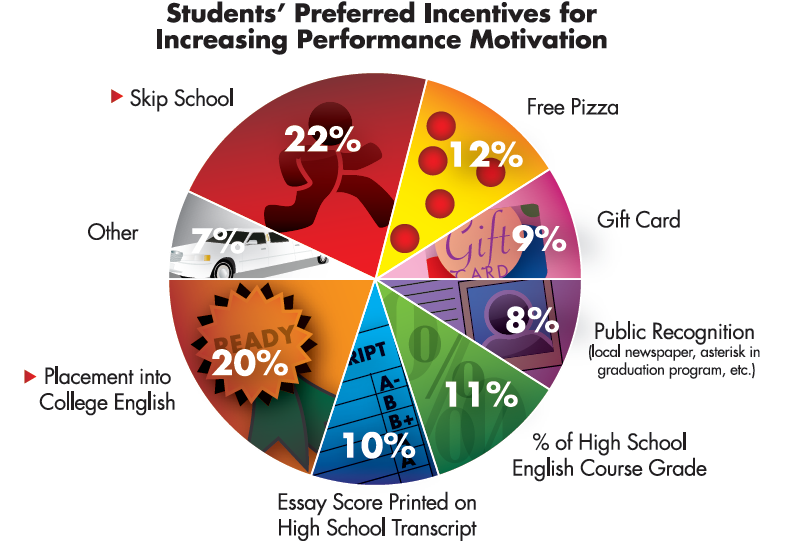 Students’ Preferred Incentives for
Increasing Performance Motivation
Skip School
22%
Free Pizza
12%
Other
7%
Gift Card
9%
Gift
CARD
Public Recognition
(local newspaper, asterisk in
graduation program, etc.)
8%
READY
20%
Placement into
College English
RIPT
A-
B
B+
A
10%
%
11%
% of High School
English Course Grade
Essay Score Printed on
High School Transcript